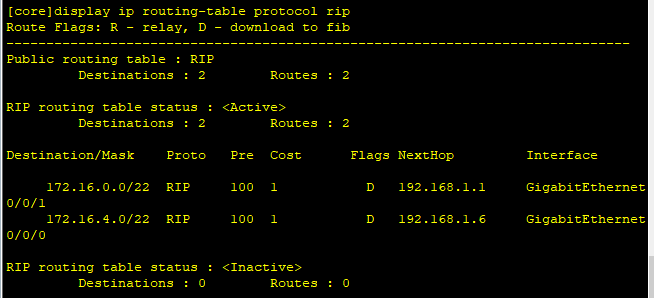 [core]display ip routing-table protocol rip
Route Flags: R - relay, D - download to fib
------------------------------------------------------------------------------
Public routing table : RIP
         Destinations : 2        Routes : 2
RIP routing table status : <Active>
         Destinations : 2        Routes : 2
Destination/Mask    Proto   Pre  Cost      Flags NextHop         Interface
     172.16.0.0/22  RIP     100  1           D   192.168.1.1     GigabitEthernet
0/0/1
     172.16.4.0/22  RIP     100  1           D   192.168.1.6     GigabitEthernet
0/0/0
RIP routing table status : <Inactive>
         Destinations : 0        Routes : 0